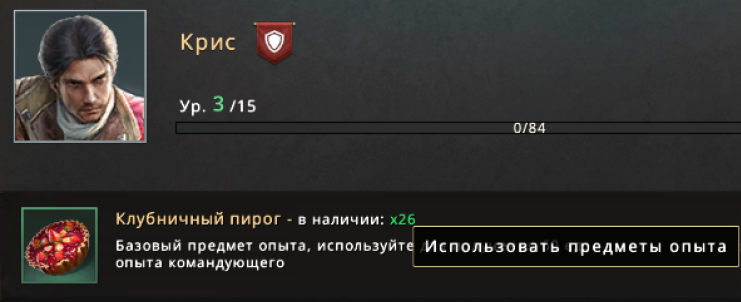 Крис
Ур. 3 /15
0/84
Клубничный пирог - в наличии: x26
Базовый предмет опыта, используйте
Использовать предметы опыта
опыта командующего